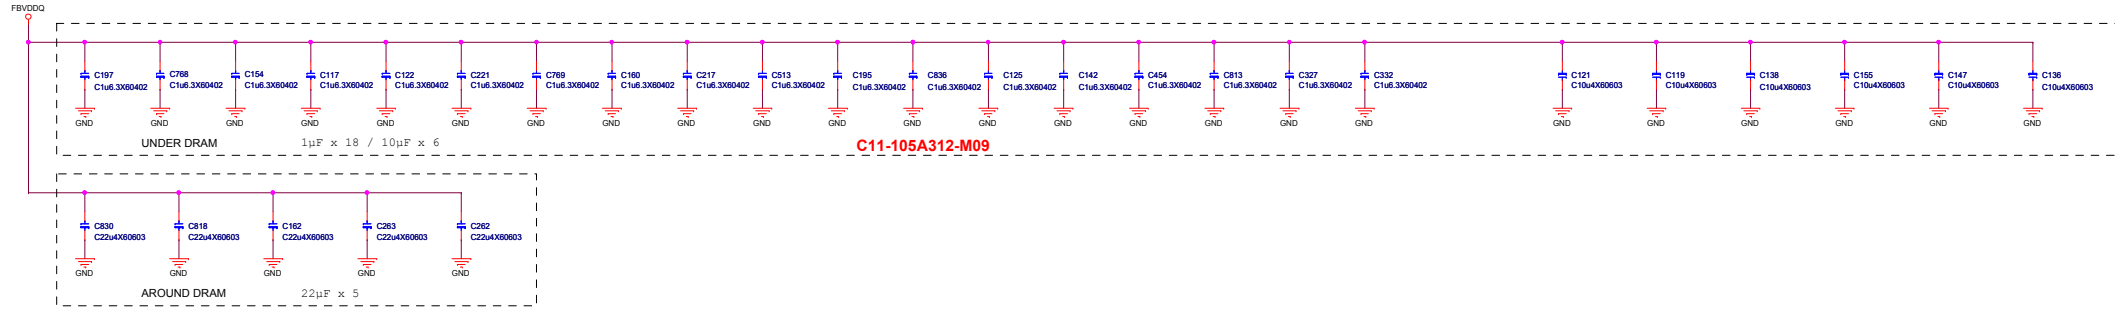 FBVDDQ
C197 C768 C154 C117 C122 C221 C769 C160 C217 C513 C195 C836 C125 C142 C454 C813 C327 C332 C121 C119 C138 C155 C147 C136
C1u6.3X60402 C1u6.3X60402 C1u6.3X60402 C1u6.3X60402 C1u6.3X60402 C1u6.3X60402 C1u6.3X60402 C1u6.3X60402 C1u6.3X60402 C1u6.3X60402 C1u6.3X60402 C1u6.3X60402 C1u6.3X60402 C1u6.3X60402 C1u6.3X60402 C1u6.3X60402 C1u6.3X60402 C1u6.3X60402 C10u4X60603 C10u4X60603 C10u4X60603 C10u4X60603 C10u4X60603 C10u4X60603
GND GND GND GND GND GND GND GND GND GND GND GND GND GND GND GND GND GND GND GND GND GND GND GND
UNDER DRAM 1µF x 18 / 10µF x 6 C11-105A312-M09
C830 C818 C162 C263 C262
C22u4X60603 C22u4X60603 C22u4X60603 C22u4X60603 C22u4X60603
GND GND GND GND GND
AROUND DRAM 22µF x 5